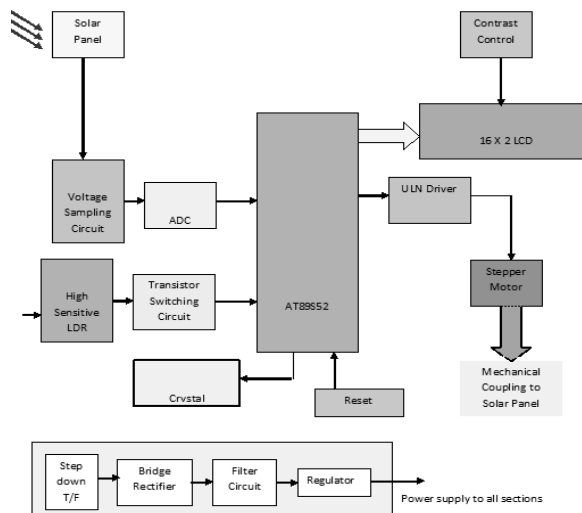 Solar
Panel
Contrast
Control
16 X 2 LCD
Voltage
Sampling
Circuit
ADC
ULN Driver
High
Sensitive
LDR
Transistor
Switching
Circuit
AT89S52
Stepper
Motor
Crystal
Reset
Mechanical
Coupling to
Solar Panel
Step
down
T/F
Bridge
Rectifier
Filter
Circuit
Regulator
Power supply to all sections